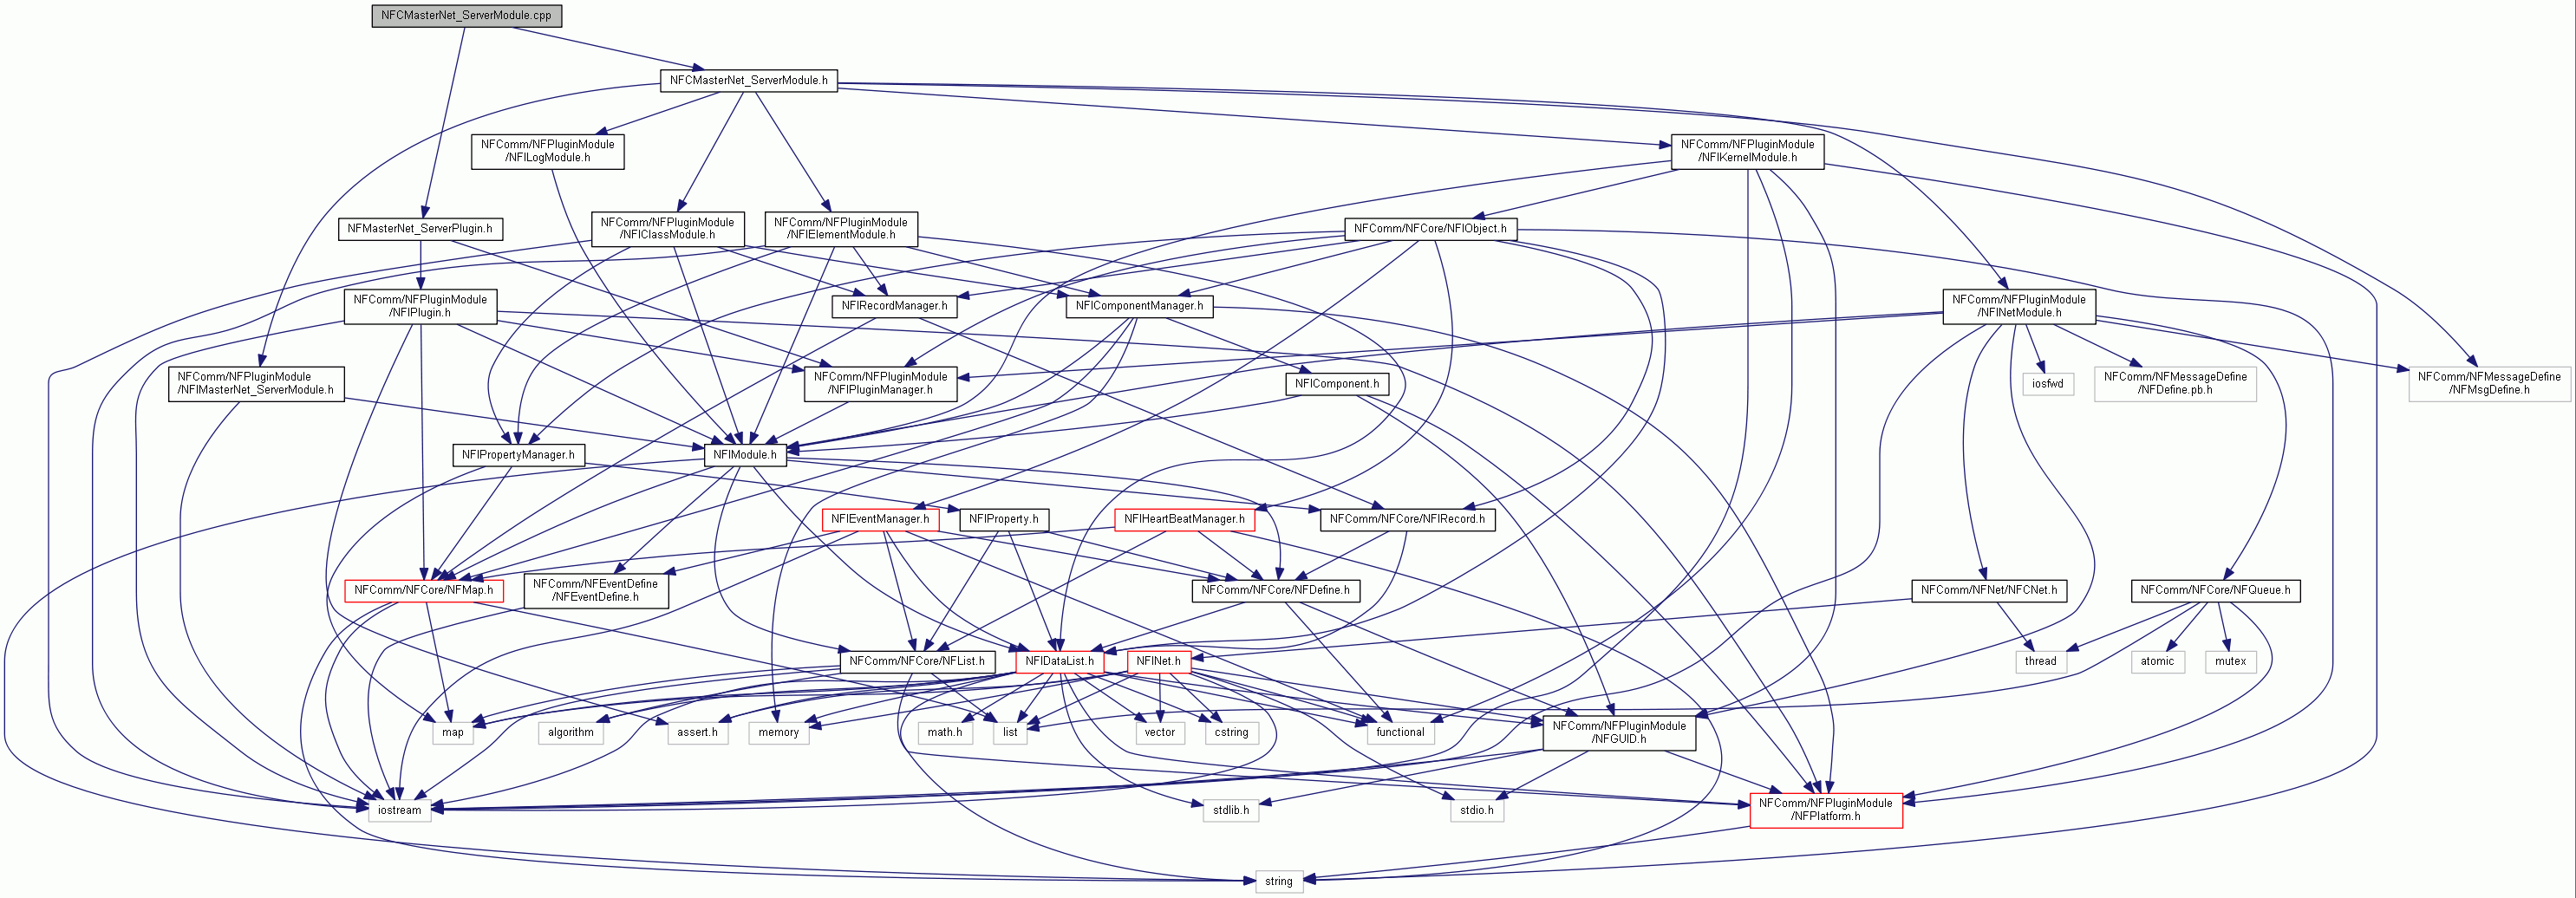 NFCMasterNet_ServerModule.cpp
NFCMasterNet_ServerModule.h
NFComm/NFPluginModule
/NFILogModule.h
NFComm/NFPluginModule
/NFIKernelModule.h
NFMasterNet_ServerPlugin.h
NFComm/NFPluginModule
/NFIClassModule.h
NFComm/NFPluginModule
/NFIElementModule.h
NFComm/NFCore/NFIObject.h
NFComm/NFPluginModule
/NFIPlugin.h
NFIRecordManager.h
NFIComponentManager.h
NFComm/NFPluginModule
/NFINetModule.h
NFComm/NFPluginModule
/NFIMasterNet_ServerModule.h
NFComm/NFPluginModule
/NFIPluginManager.h
NFIComponent.h
iosfwd
NFComm/NFMessageDefine
/NFDefine.pb.h
NFComm/NFMessageDefine
/NFMsgDefine.h
NFIPropertyManager.h
NFIModule.h
NFIEventManager.h
NFIProperty.h
NFIHeartBeatManager.h
NFComm/NFCore/NFIRecord.h
NFComm/NFCore/NFMap.h
NFComm/NFEventDefine
/NFEventDefine.h
NFComm/NFCore/NFDefine.h
NFComm/NFNet/NFCNet.h
NFComm/NFCore/NFQueue.h
NFComm/NFCore/NFList.h
NFIDataList.h
NFINet.h
thread
atomic
mutex
map
algorithm
assert.h
memory
math.h
list
vector
cstring
functional
NFComm/NFPluginModule
/NFGUID.h
iostream
stdlib.h
stdio.h
NFComm/NFPluginModule
/NFPlatform.h
string